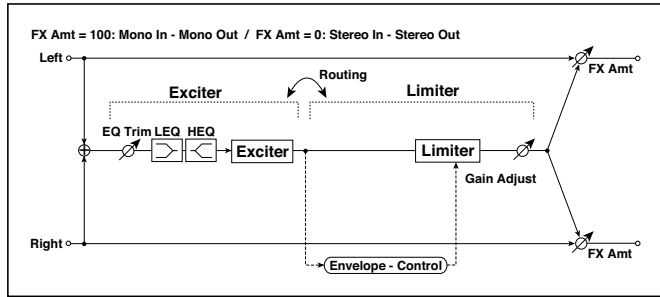 FX Amt = 100: Mono In - Mono Out / FX Amt = 0: Stereo In - Stereo Out
Left
FX Amt
Routing
Exciter
Limiter
EQ Trim
LEQ
HEQ
Exciter
Limiter
Gain Adjust
Right
FX Amt
Envelope - Control